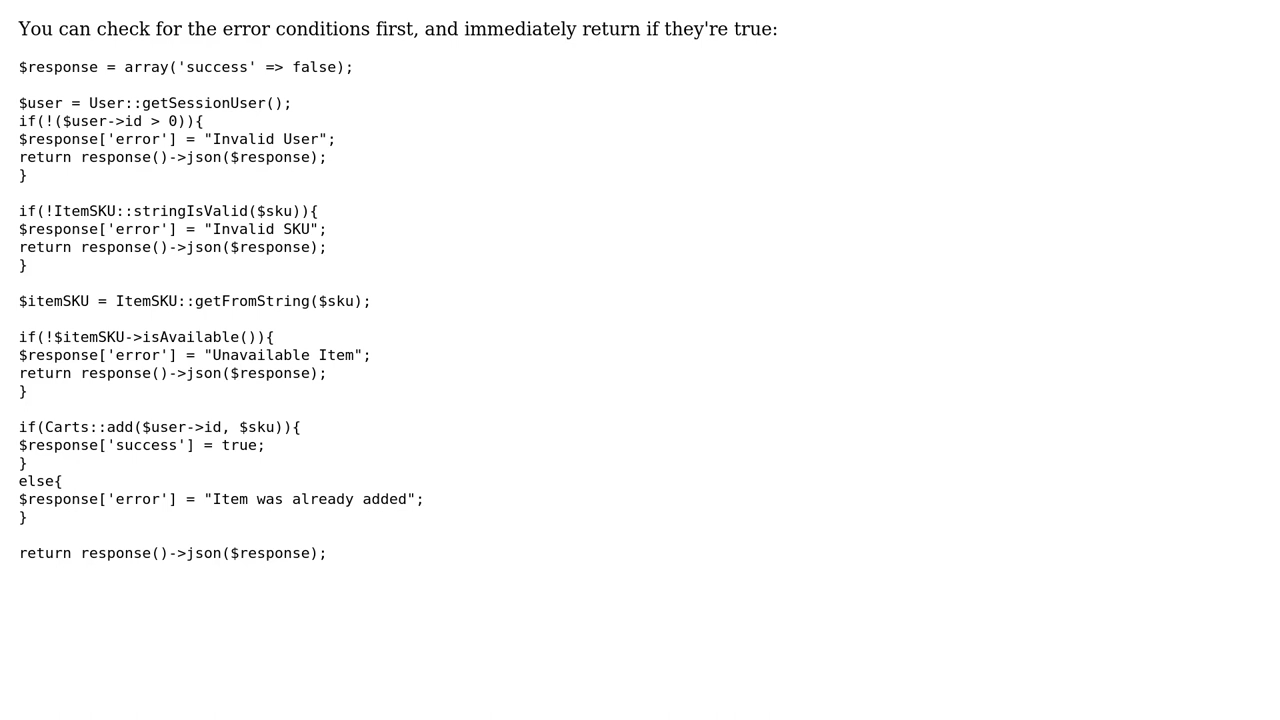 You can check for the error conditions first, and immediately return if they're true:
$response = array('success' => false);
$user = User::getSessionUser();
if(!($user->id > 0)){
$response['error'] = "Invalid User";
return response()->json($response);
}
if(!ItemSKU::stringIsValid($sku)){
$response['error'] = "Invalid SKU";
return response()->json($response);
}
$itemSKU = ItemSKU::getFromString($sku);
if(!$itemSKU->isAvailable()){
$response['error'] = "Unavailable Item";
return response()->json($response);
}
if(Carts::add($user->id, $sku)){
$response['success'] = true;
}
else{
$response['error'] = "Item was already added";
}
return response()->json($response);